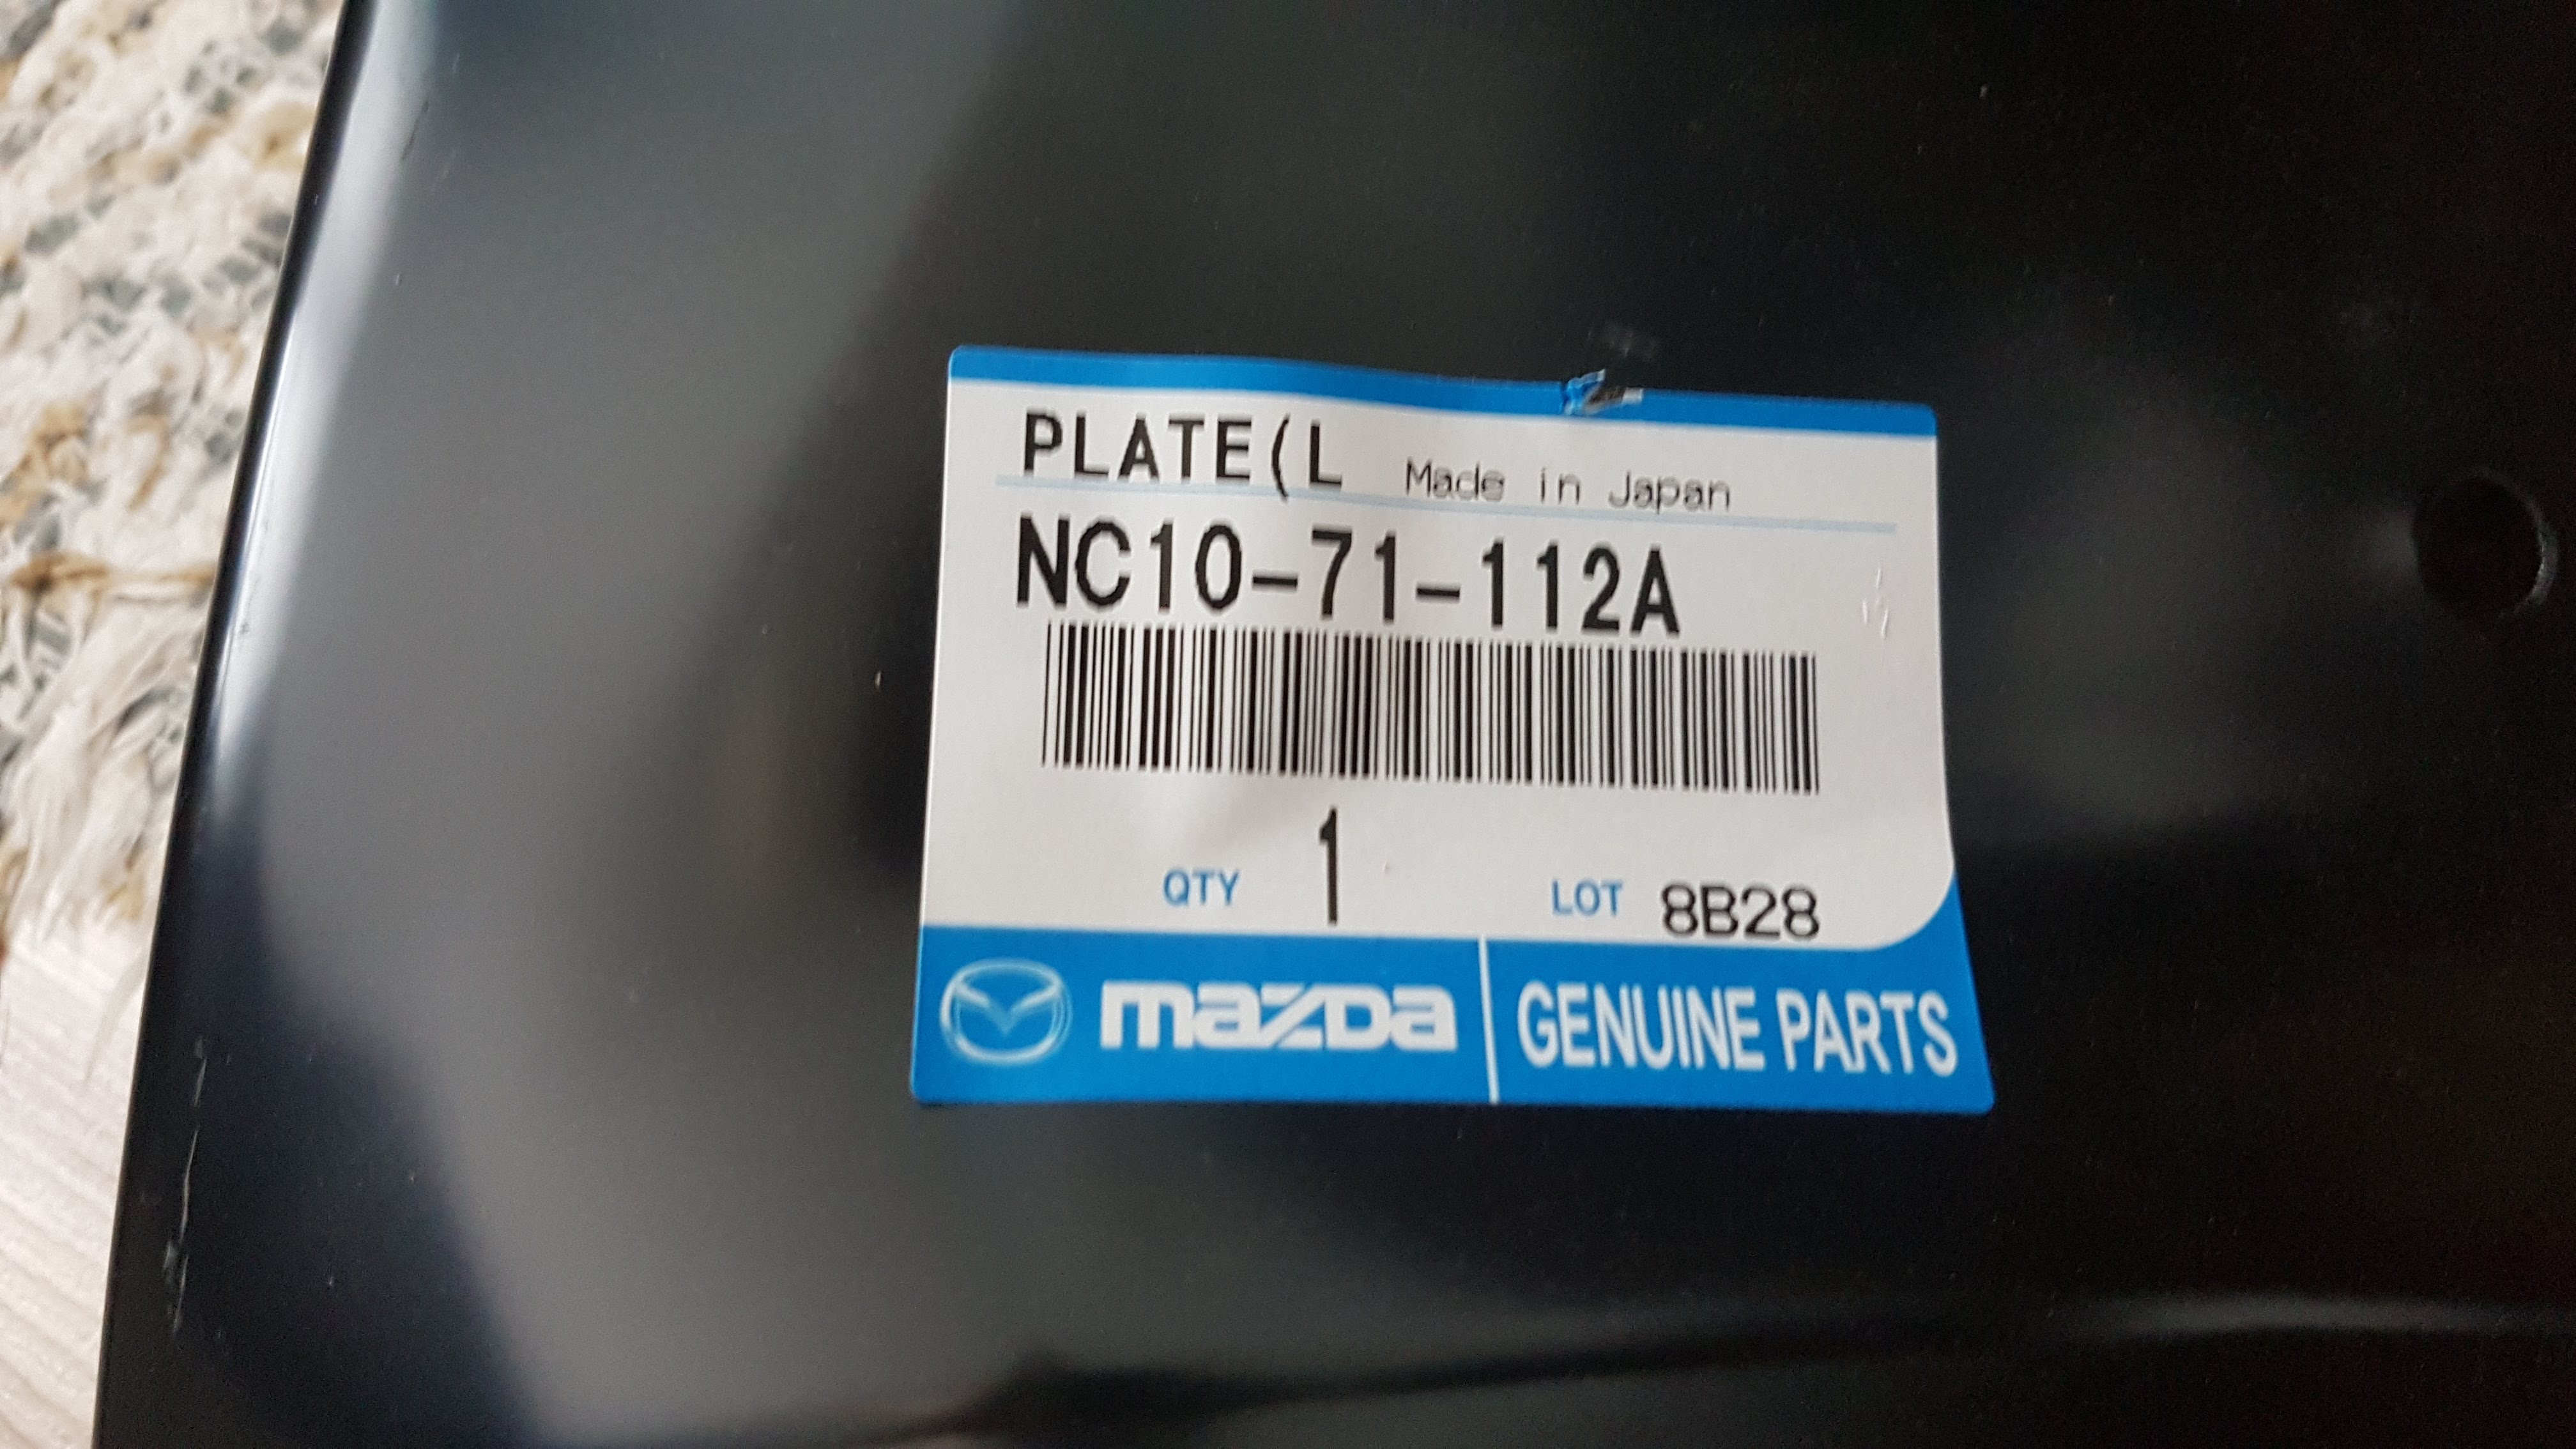 PLATE(L Made in Japan
NC10-71-112A
QTY 1 LOT 8B28
mazda GENUINE PARTS